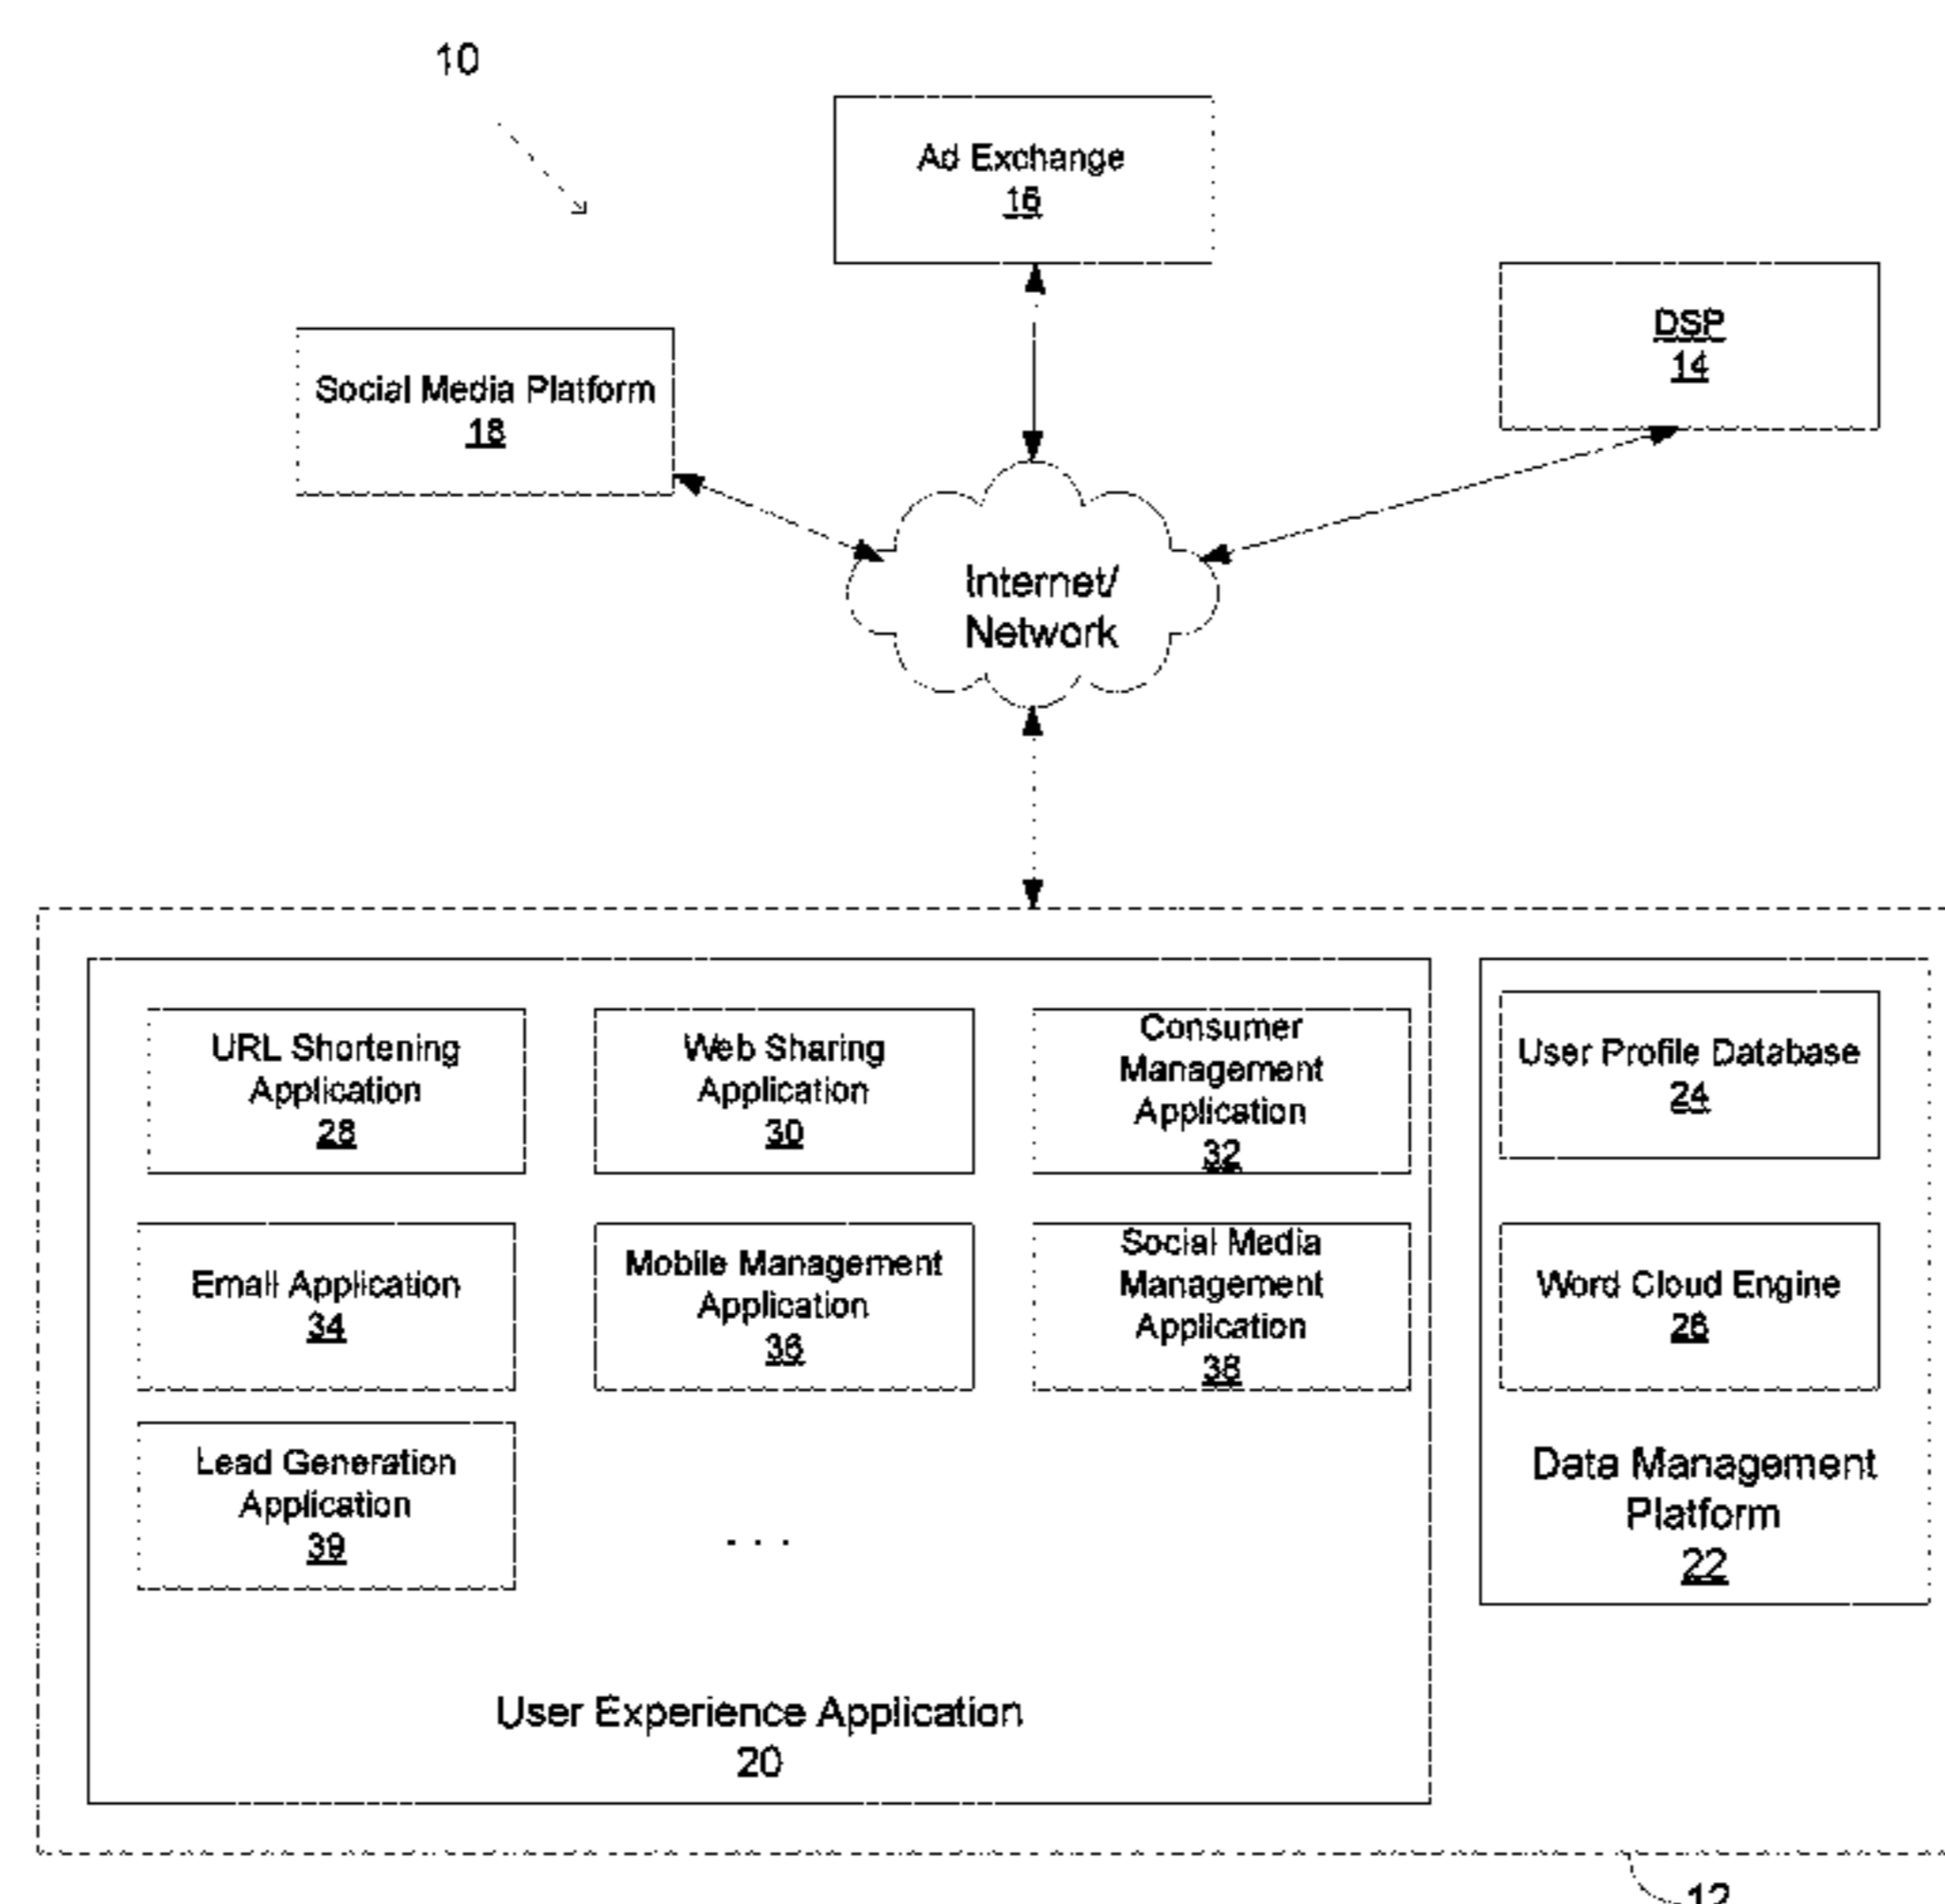 10
Ad Exchange
16
DSP
14
Social Media Platform
18
Internet/
Network
URL Shortening
Application
28
Web Sharing
Application
30
Consumer
Management
Application
32
User Profile Database
24
Email Application
34
Mobile Management
Application
36
Social Media
Management
Application
38
Word Cloud Engine
26
Lead Generation
Application
39
. . .
Data Management
Platform
22
User Experience Application
20
12